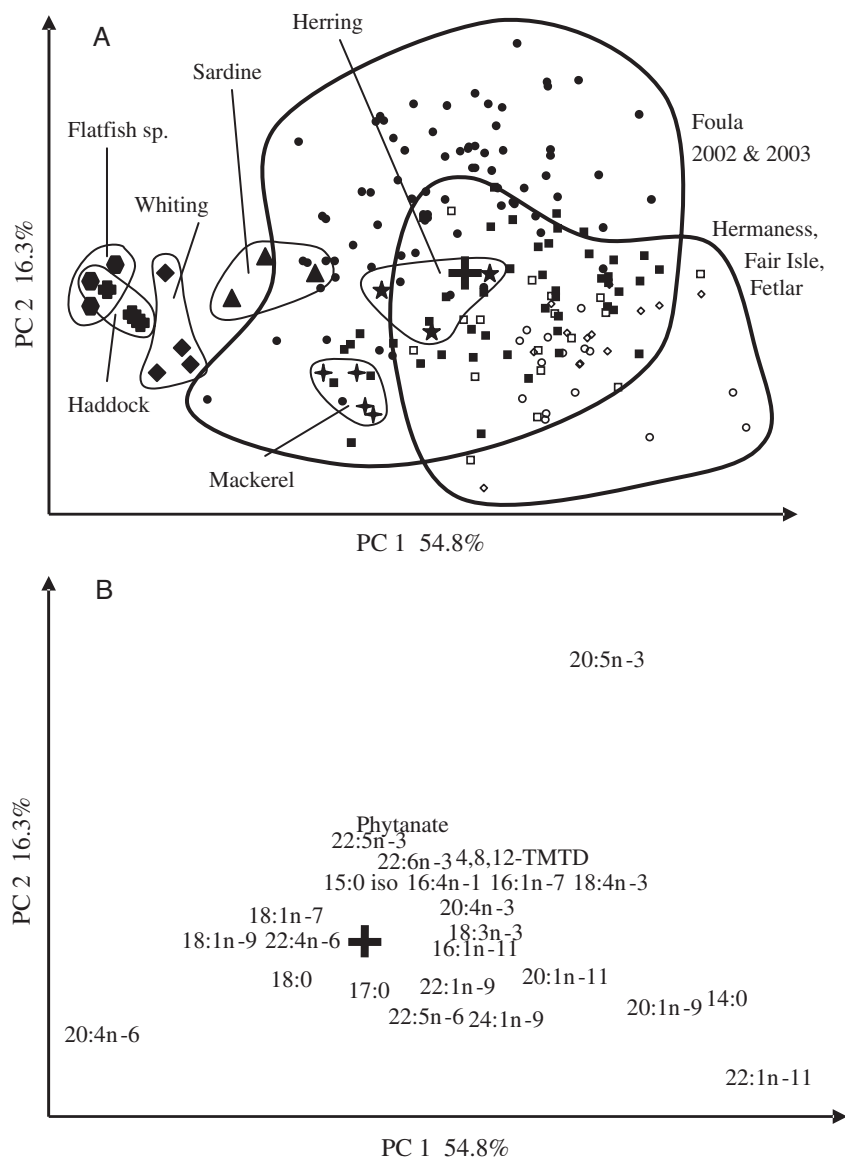 A
Herring
Sardine
Flatfish sp.
Foula
2002 & 2003
Whiting
Hermaness,
Fair Isle,
Fetlar
PC 2 16.3%
Haddock
Mackerel
PC 1 54.8%
B
20:5n-3
Phytanate
22:5n-3
22:6n-3 4,8,12-TMTD
15:0 iso 16:4n-1 16:1n-7 18:4n-3
20:4n-3
18:1n-7
18:3n-3
18:1n-9 22:4n-6
16:1n-11
18:0
20:1n-11
17:0
22:1n-9
14:0
20:1n-9
22:5n-6 24:1n-9
20:4n-6
22:1n-11
PC 2 16.3%
PC 1 54.8%